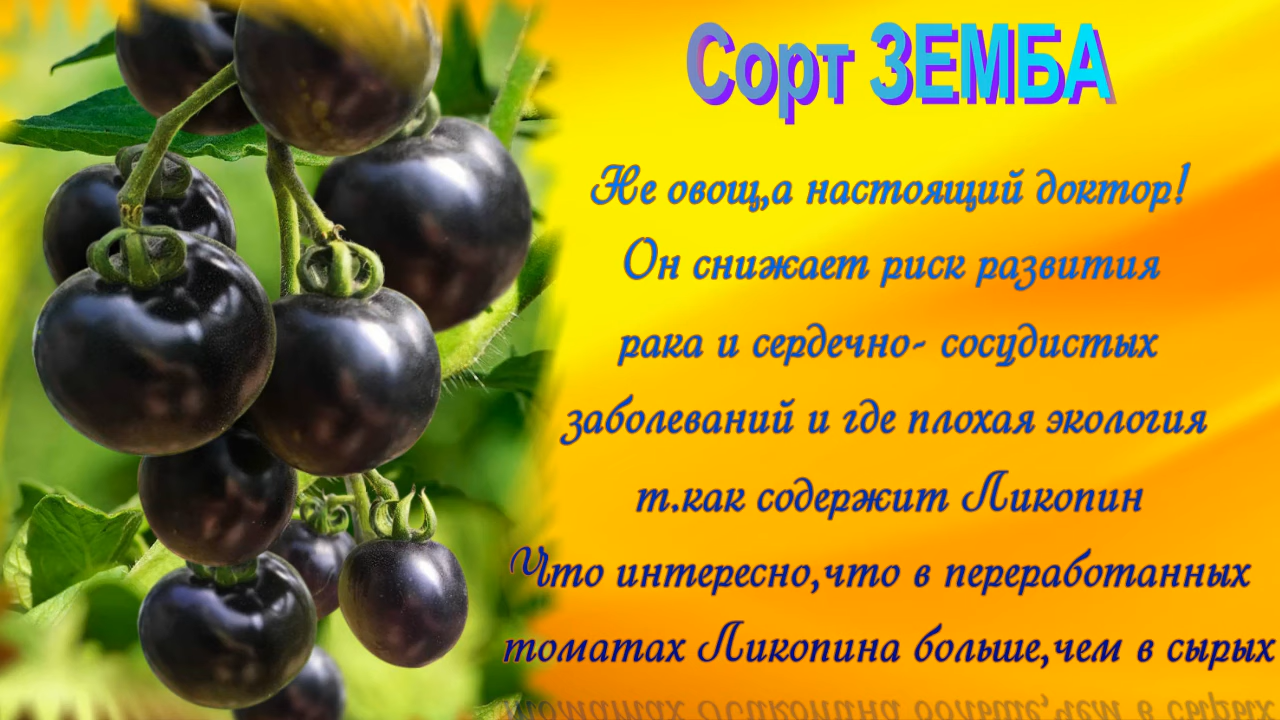 Сорт ЗЕМБА
Не овощ,а настоящий доктор!
Он снижает риск развития
рака и сердечно- сосудистых
заболеваний и где плохая экология
т.как содержит Ликопин
Что интересно,что в переработанных
томатах Ликопина больше,чем в сырых